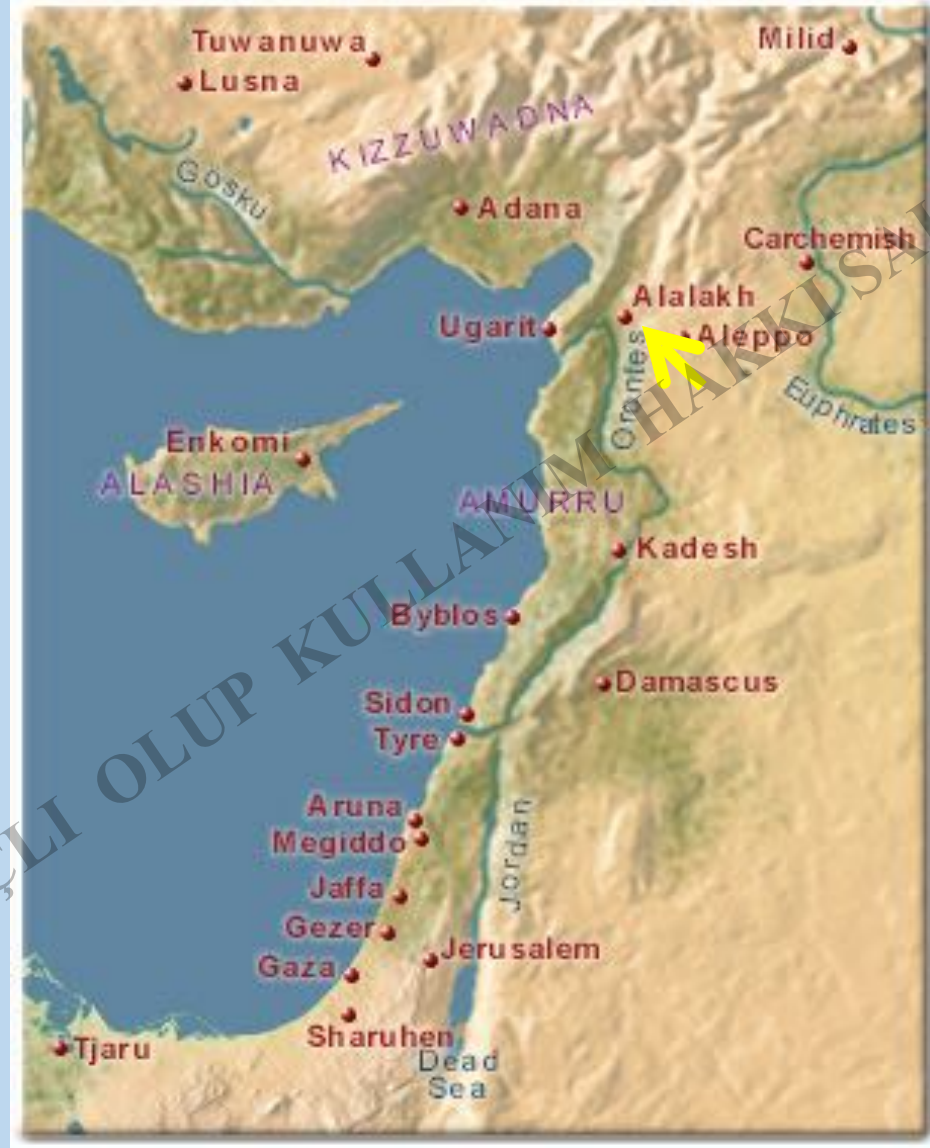 Tuwanuwa
Milid
Lusna
KIZZUWADNA
Gosku
Adana
Carchemish
Alalakh
Ugarit
Aleppo
Orontes
Euphrates
Enkomi
ALASHIA
AMURRU
Kadesh
Byblos
Damascus
Sidon
Tyre
Aruna
Megiddo
Jordan
Jaffa
Gezer
Jerusalem
Gaza
Sharuhen
Tjaru
Dead
Sea
OLUP KULLANIM HAKKI